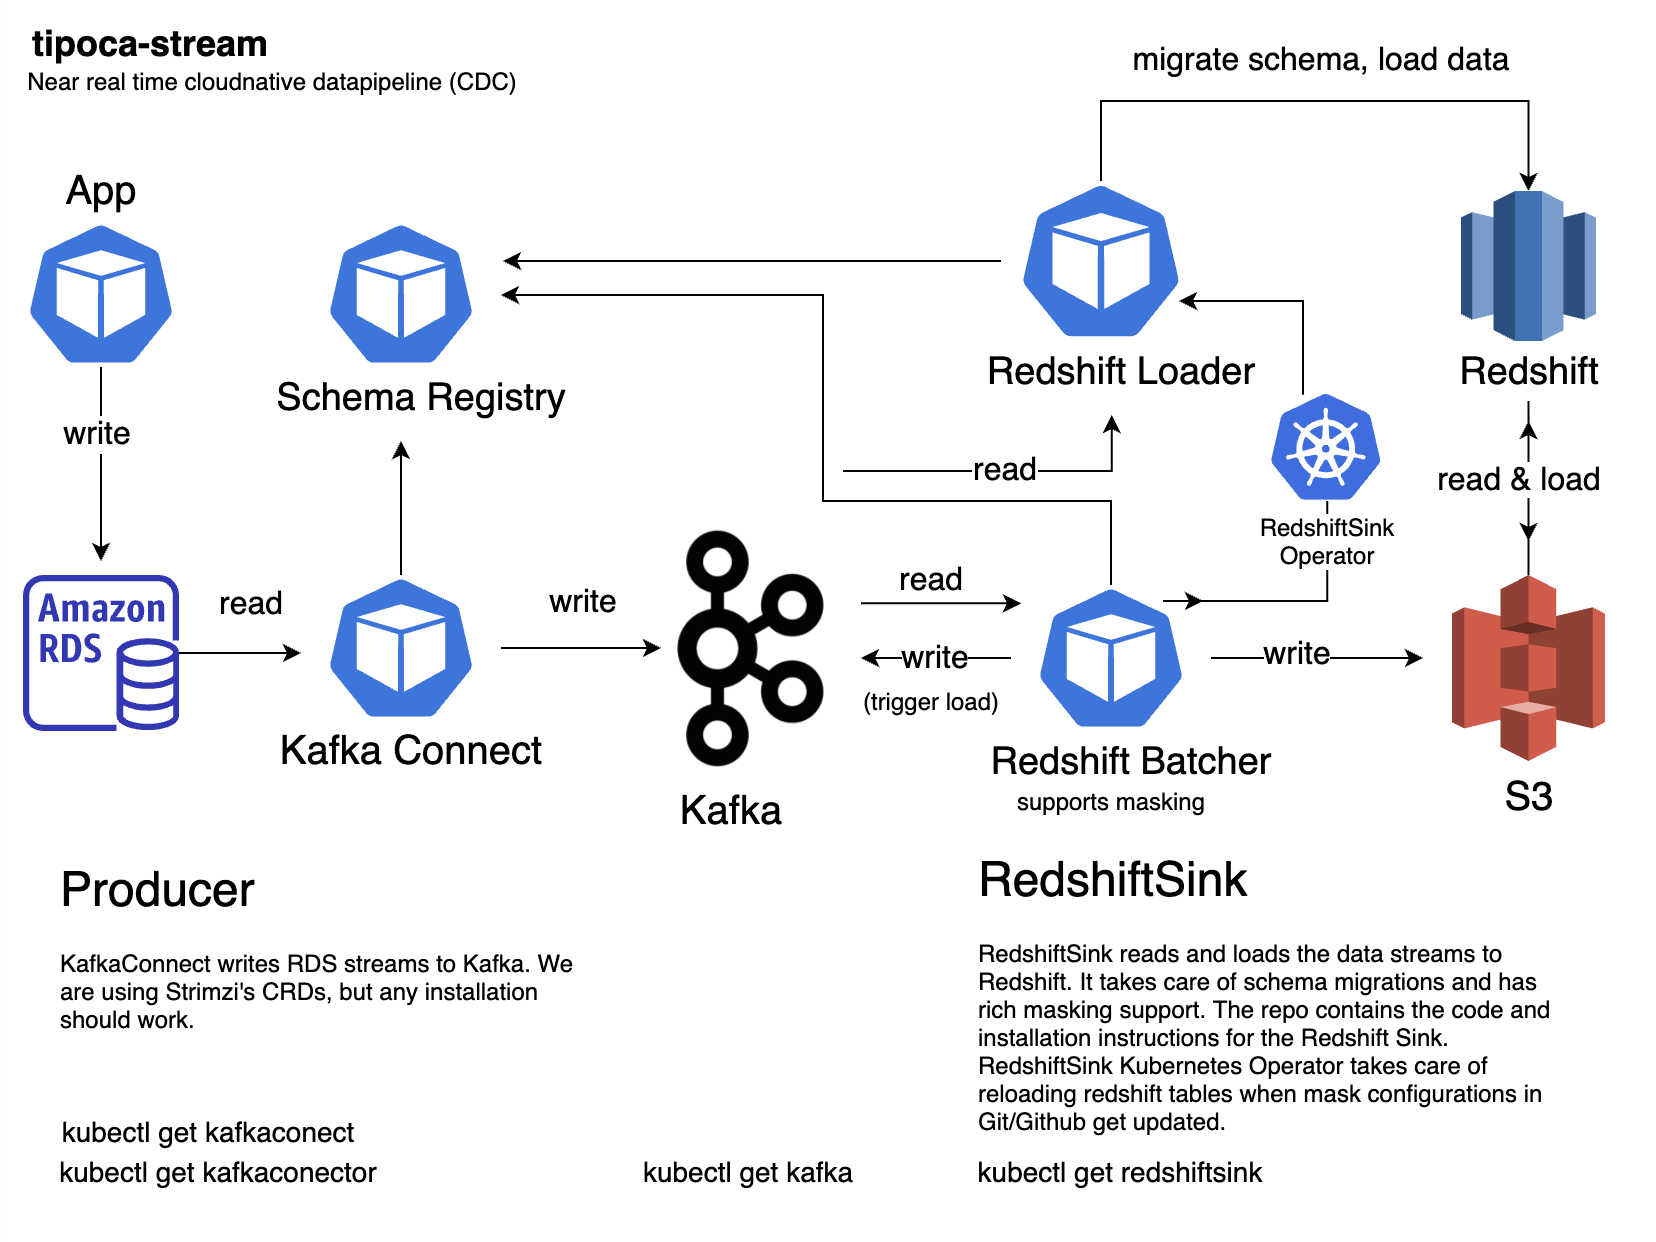 tipoca-stream
Near real time cloudnative datapipeline (CDC)
migrate schema, load data
App
Schema Registry
Redshift Loader
Redshift
write
read
read & load
RedshiftSink
Operator
Amazon
RDS
read
write
read
write
(trigger load)
write
Kafka Connect
Kafka
Redshift Batcher
supports masking
S3
Producer
KafkaConnect writes RDS streams to Kafka. We
are using Strimzi's CRDs, but any installation
should work.
kubectl get kafkaconect
kubectl get kafkaconector
kubectl get kafka
RedshiftSink
RedshiftSink reads and loads the data streams to
Redshift. It takes care of schema migrations and has
rich masking support. The repo contains the code and
installation instructions for the Redshift Sink.
RedshiftSink Kubernetes Operator takes care of
reloading redshift tables when mask configurations in
Git/Github get updated.
kubectl get redshiftsink